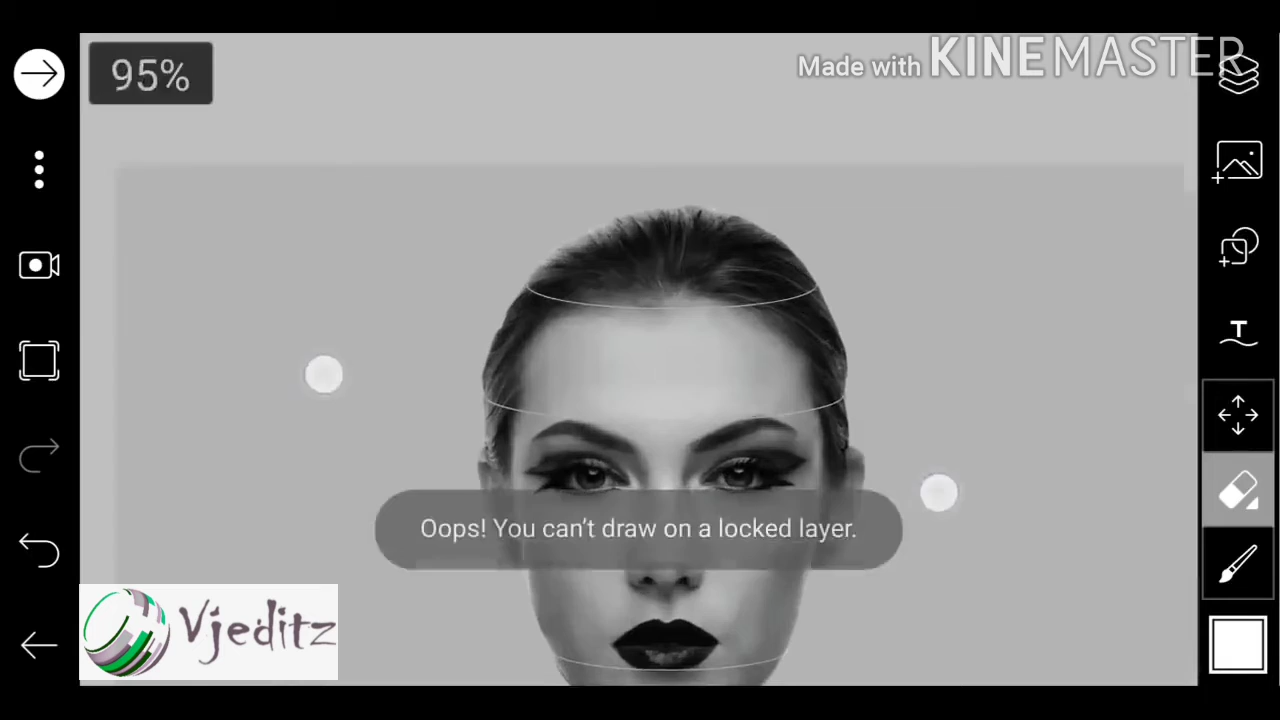 95%
Made with KINEMASTER
T
Oops! You can't draw on a locked layer.
Vjeditz